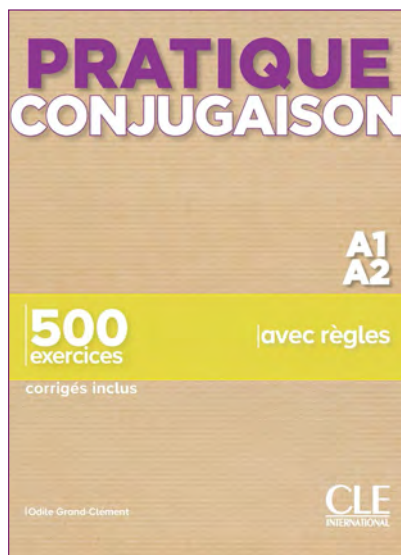 PRATIQUE
CONJUGAISON
A1
A2
500
exercices
avec règles
corrigés inclus
Odile Grand-Clément
CLE
INTERNATIONAL